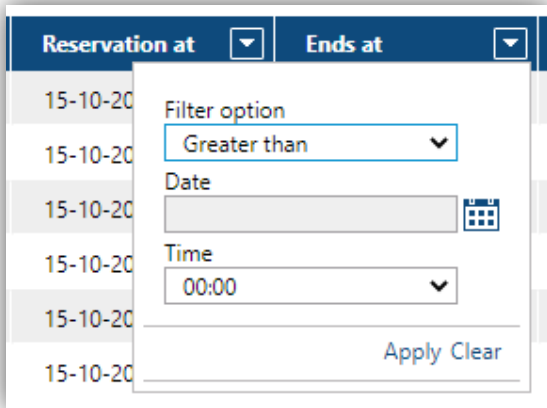 Reservation at Ends at
15-10-20
Filter option
Greater than
15-10-20
Date
15-10-20
Time
15-10-20
00:00
15-10-20
Apply Clear
15-10-20